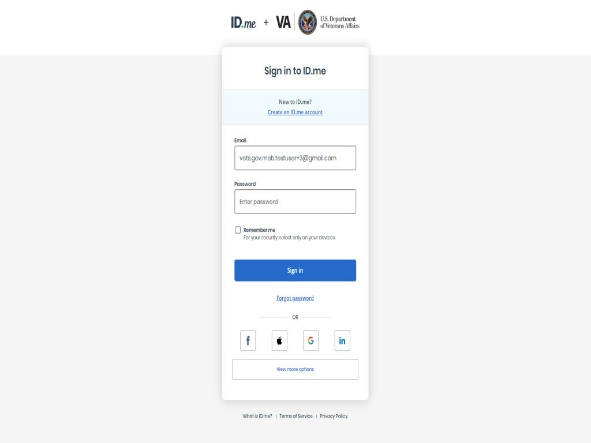 ID.me + VA U.S. Department
of Veterans Affairs
Sign in to ID.me
New to ID.me?
Create an ID.me account
Email
vets.gov.mab.tsstuser+3@gmail.com
Password
Enter password
Remember me
For your security, select only on your devices.
Sign in
Forgot password
OR
View more options
What is ID.me? | Terms of Service | Privacy Policy